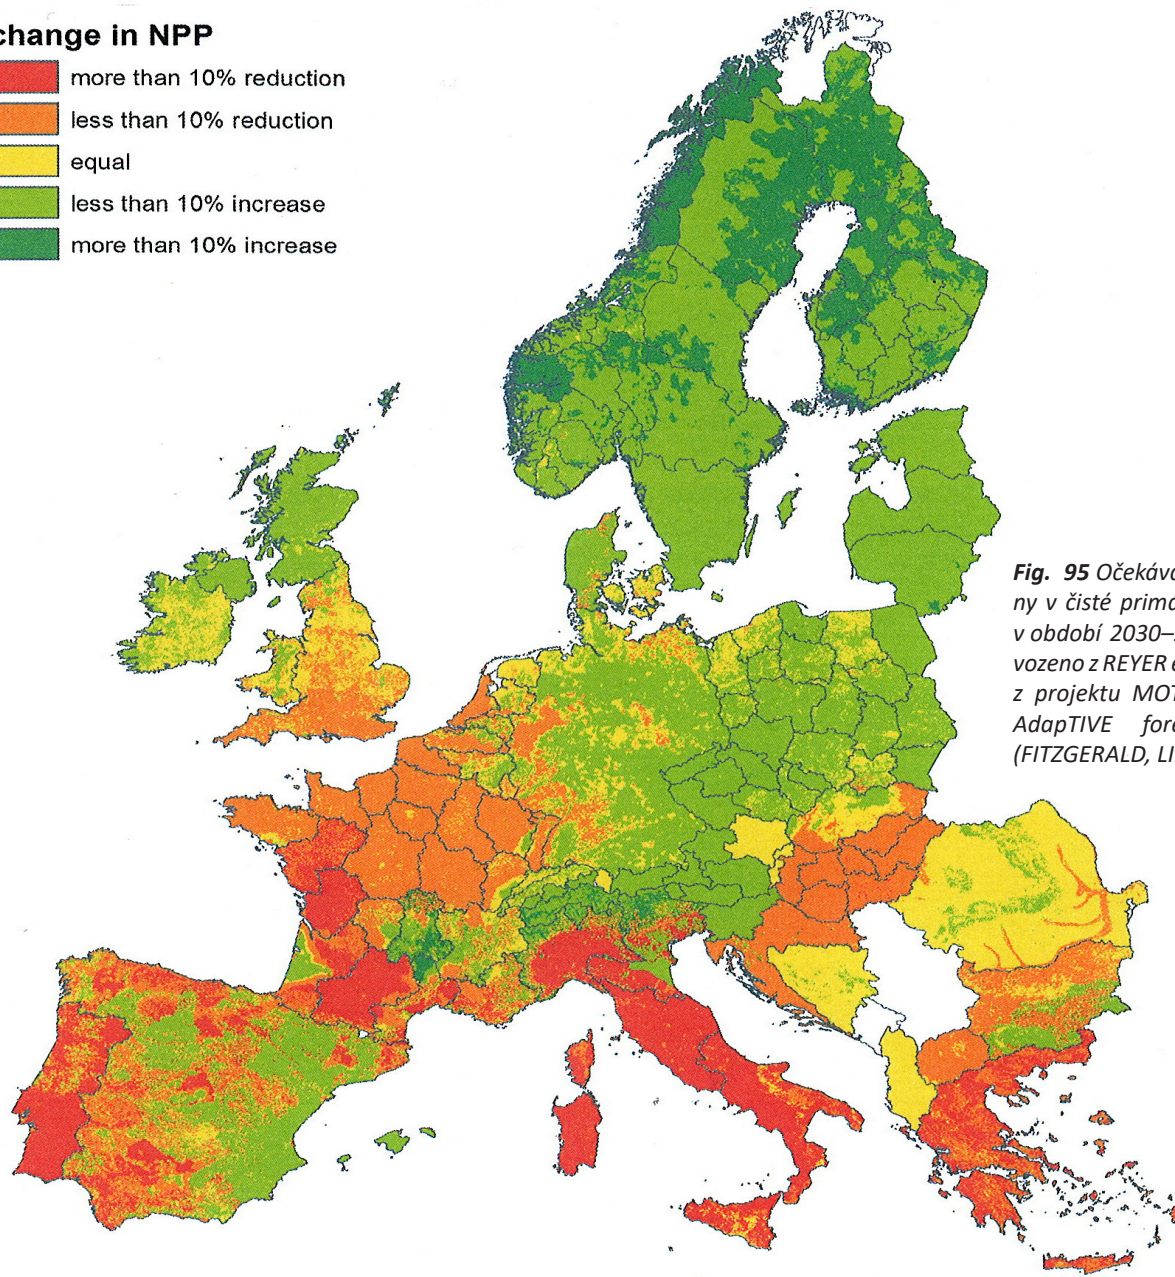 change in NPP
more than 10% reduction
less than 10% reduction
equal
less than 10% increase
more than 10% increase
Fig. 95 Očekáva
ny v čisté primá
v období 2030–
vozeno z REYER e
z projektu MOT
AdapTIVE fore
(FITZGERALD, LI